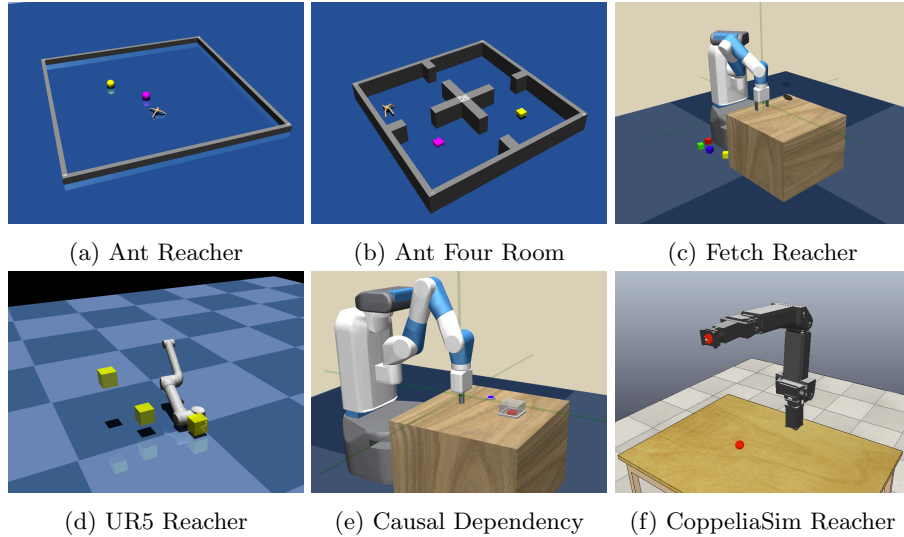 (a) Ant Reacher
(b) Ant Four Room
(c) Fetch Reacher
(d) UR5 Reacher
(e) Causal Dependency
(f) CoppeliaSim Reacher